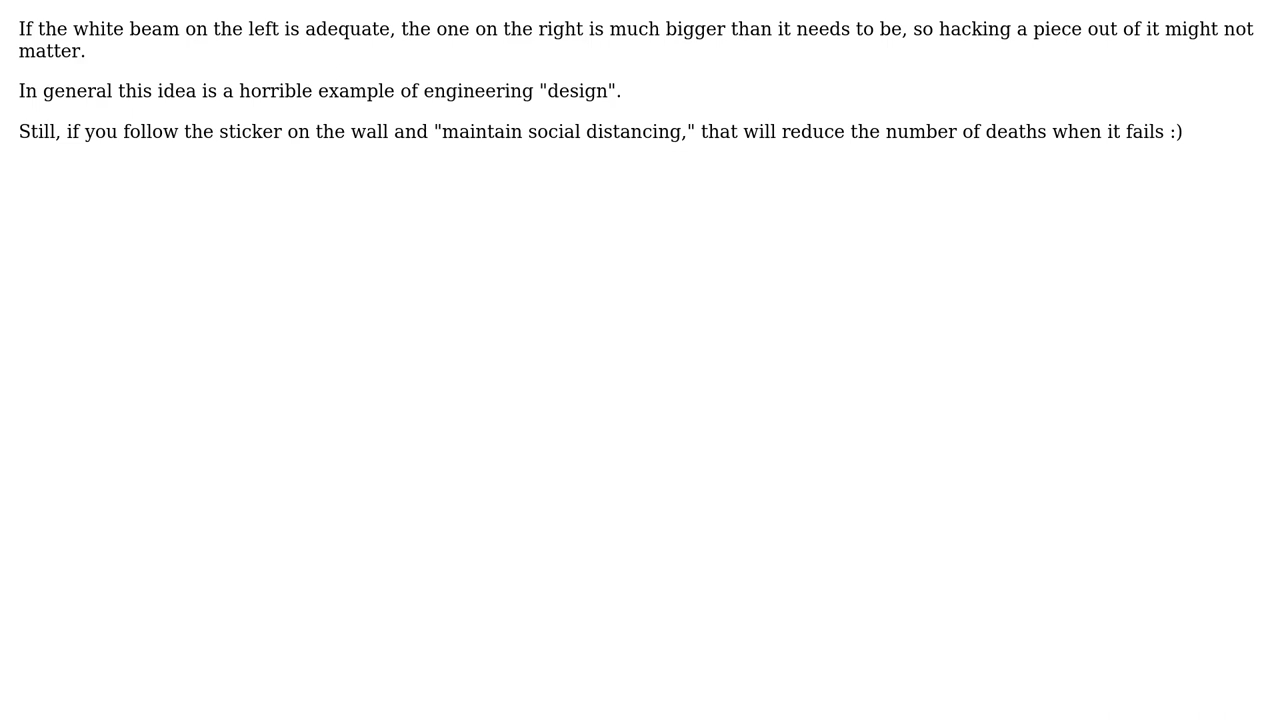 If the white beam on the left is adequate, the one on the right is much bigger than it needs to be, so hacking a piece out of it might not
matter.
In general this idea is a horrible example of engineering "design".
Still, if you follow the sticker on the wall and "maintain social distancing," that will reduce the number of deaths when it fails :)